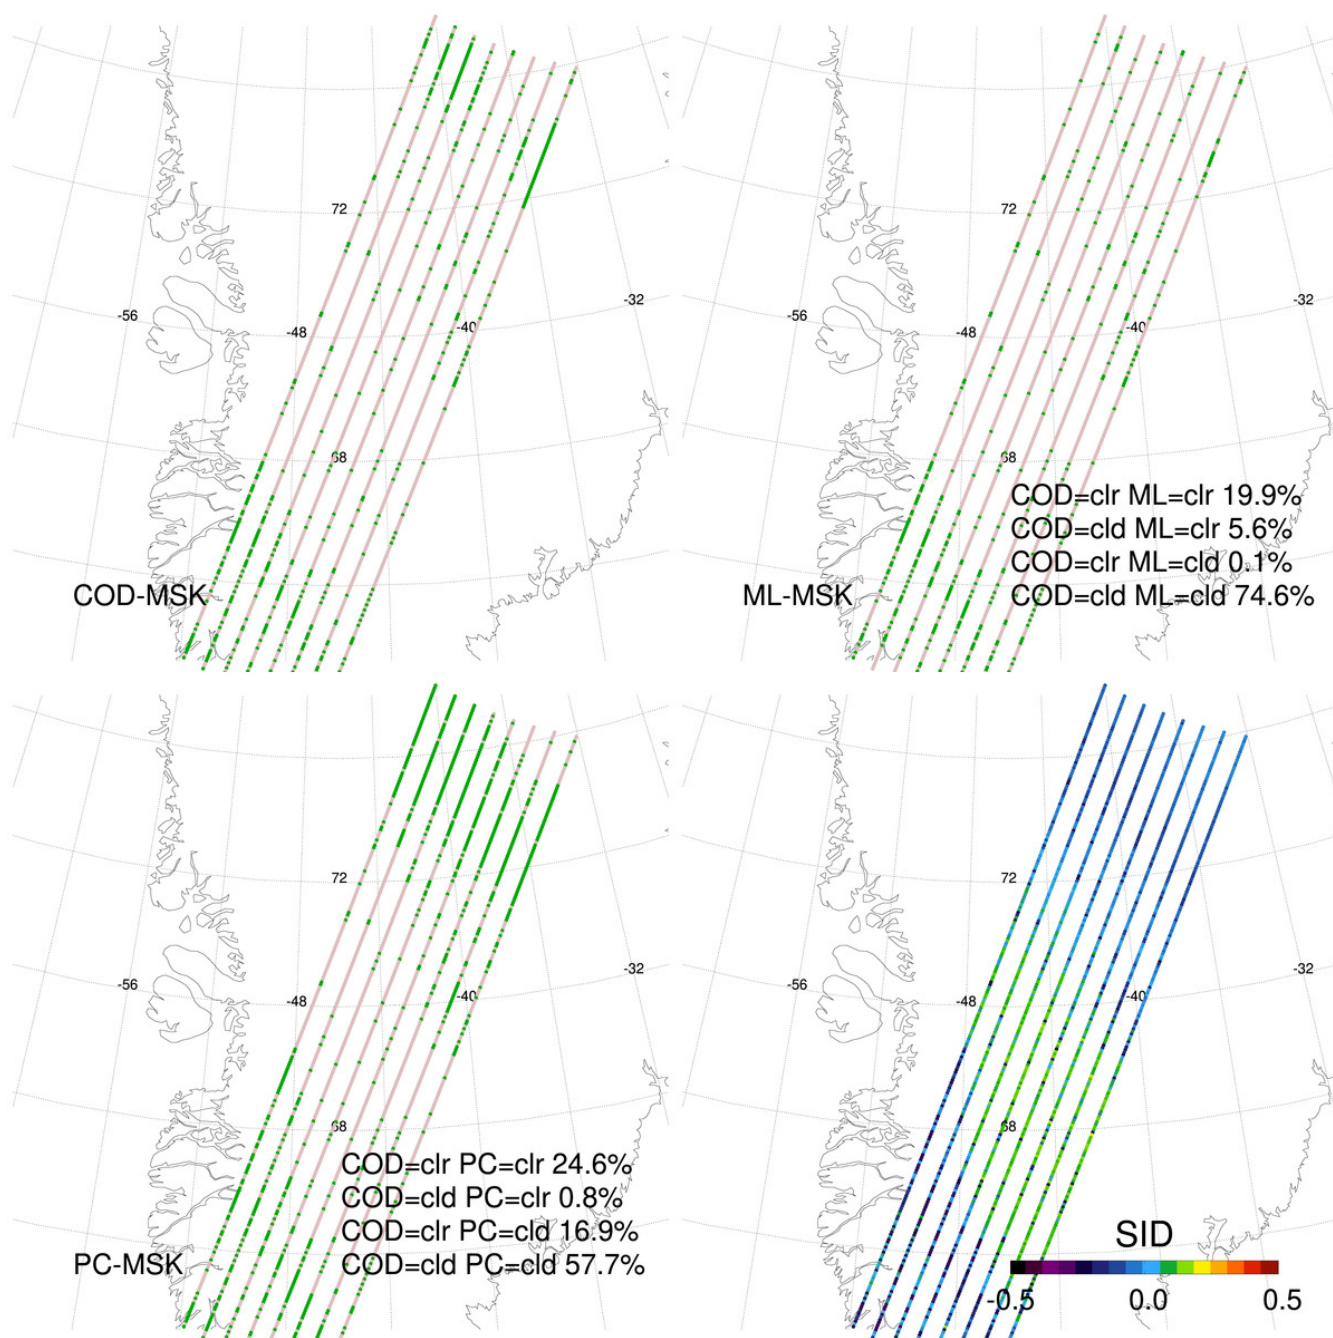 72
72
-32
-32
-56
-48
-40
-56
-48
-40
68
68
COD=clr ML=clr 19.9%
COD=cld ML=clr 5.6%
COD=clr ML=cld 0.1%
COD-MSK
ML-MSK
COD=cld ML=cld 74.6%
72
72
-32
-32
-56
-48
-40
-56
-48
-40
68
68
COD=clr PC=clr 24.6%
COD=cld PC=clr 0.8%
COD=clr PC=cld 16.9%
SID
PC-MSK
COD=cld PC=cld 57.7%
-0.5
0.0
0.5